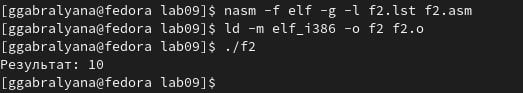 [ggabralyana@fedora lab09]$ nasm -f elf -g -l f2.lst f2.asm
[ggabralyana@fedora lab09]$ ld -m elf_i386 -o f2 f2.o
[ggabralyana@fedora lab09]$ ./f2
Результат: 10
[ggabralyana@fedora lab09]$